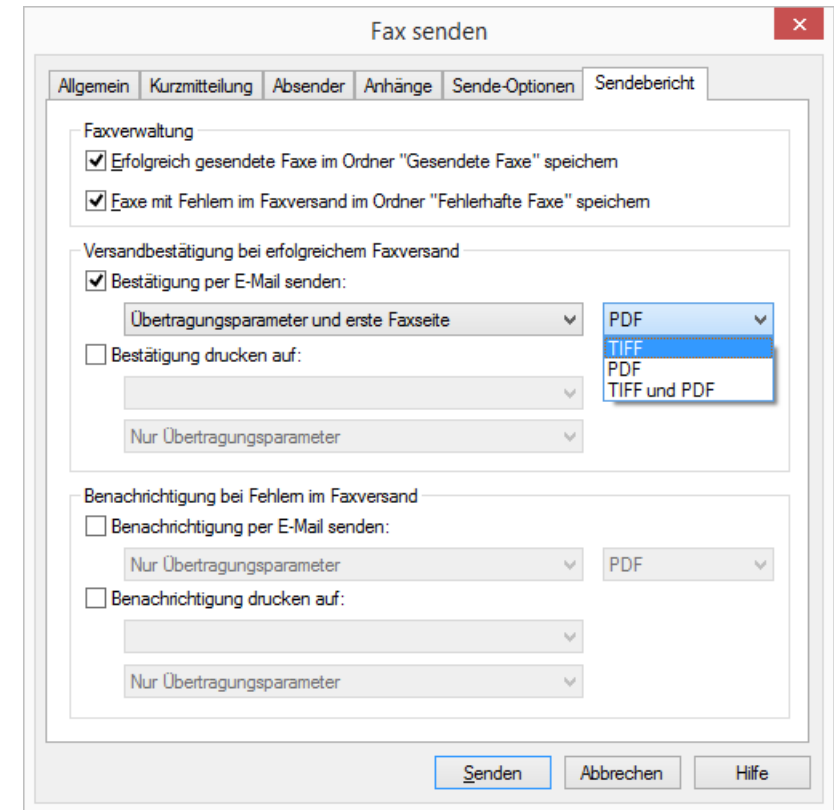 Fax senden
Allgemein Kurzmitteilung Absender Anhänge Sende-Optionen Sendebericht
Faxverwaltung
Erfolgreich gesendete Faxe im Ordner "Gesendete Faxe" speichern
Faxe mit Fehlern im Faxversand im Ordner "Fehlerhafte Faxe" speichern
Versandbestätigung bei erfolgreichem Faxversand
Bestätigung per E-Mail senden:
Übertragungsparameter und erste Faxseite PDF
TIFF
PDF
TIFF und PDF
Bestätigung drucken auf:
Nur Übertragungsparameter
Benachrichtigung bei Fehlern im Faxversand
Benachrichtigung per E-Mail senden:
Nur Übertragungsparameter PDF
Benachrichtigung drucken auf:
Nur Übertragungsparameter
Senden Abbrechen Hilfe